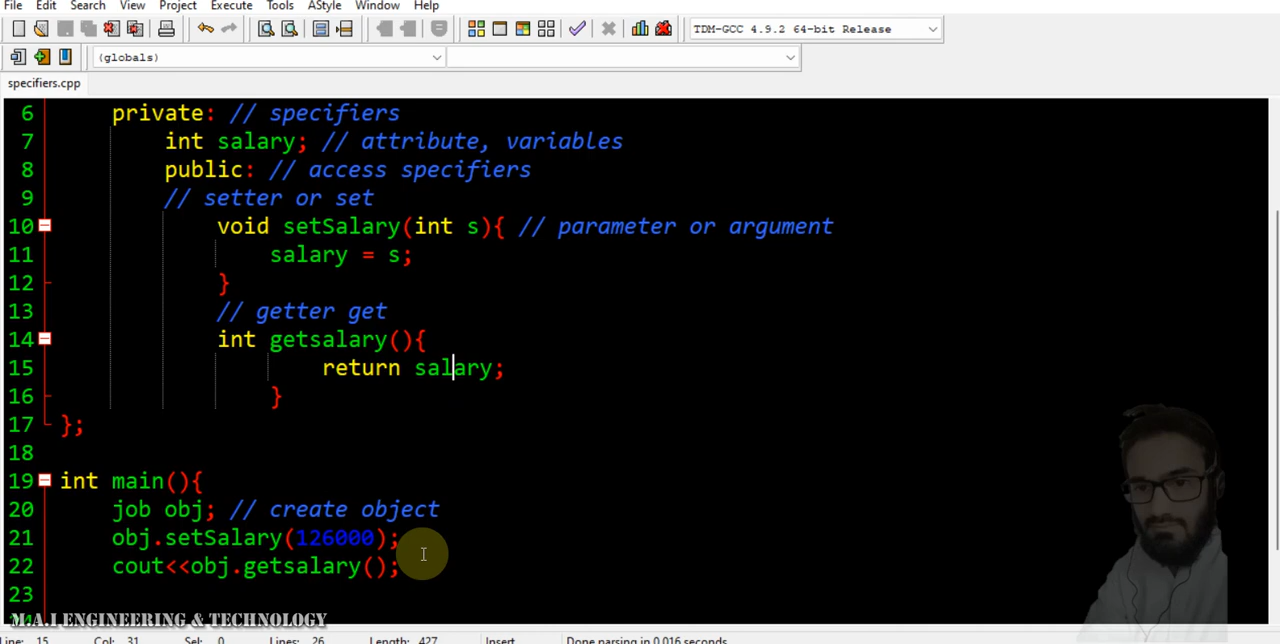 File Edit Search View Project Execute Tools AStyle Window Help
TDM-GCC 4.9.2 64-bit Release
(globals)
specifiers.cpp
6 private: // specifiers
7 int salary; // attribute, variables
8 public: // access specifiers
9 // setter or set
10 void setSalary(int s){ // parameter or argument
11 salary = s;
12 }
13 // getter get
14 int getsalary(){
15 return salary;
16 }
17 };
18
19 int main(){
20 job obj; // create object
21 obj.setSalary(126000);
22 cout<<obj.getsalary();
23
M.A.I ENGINEERING & TECHNOLOGY
Line: 15 Col: 31 Sel: 0 Lines: 26 Length: 427 Insert Done parsing in 0.016 seconds